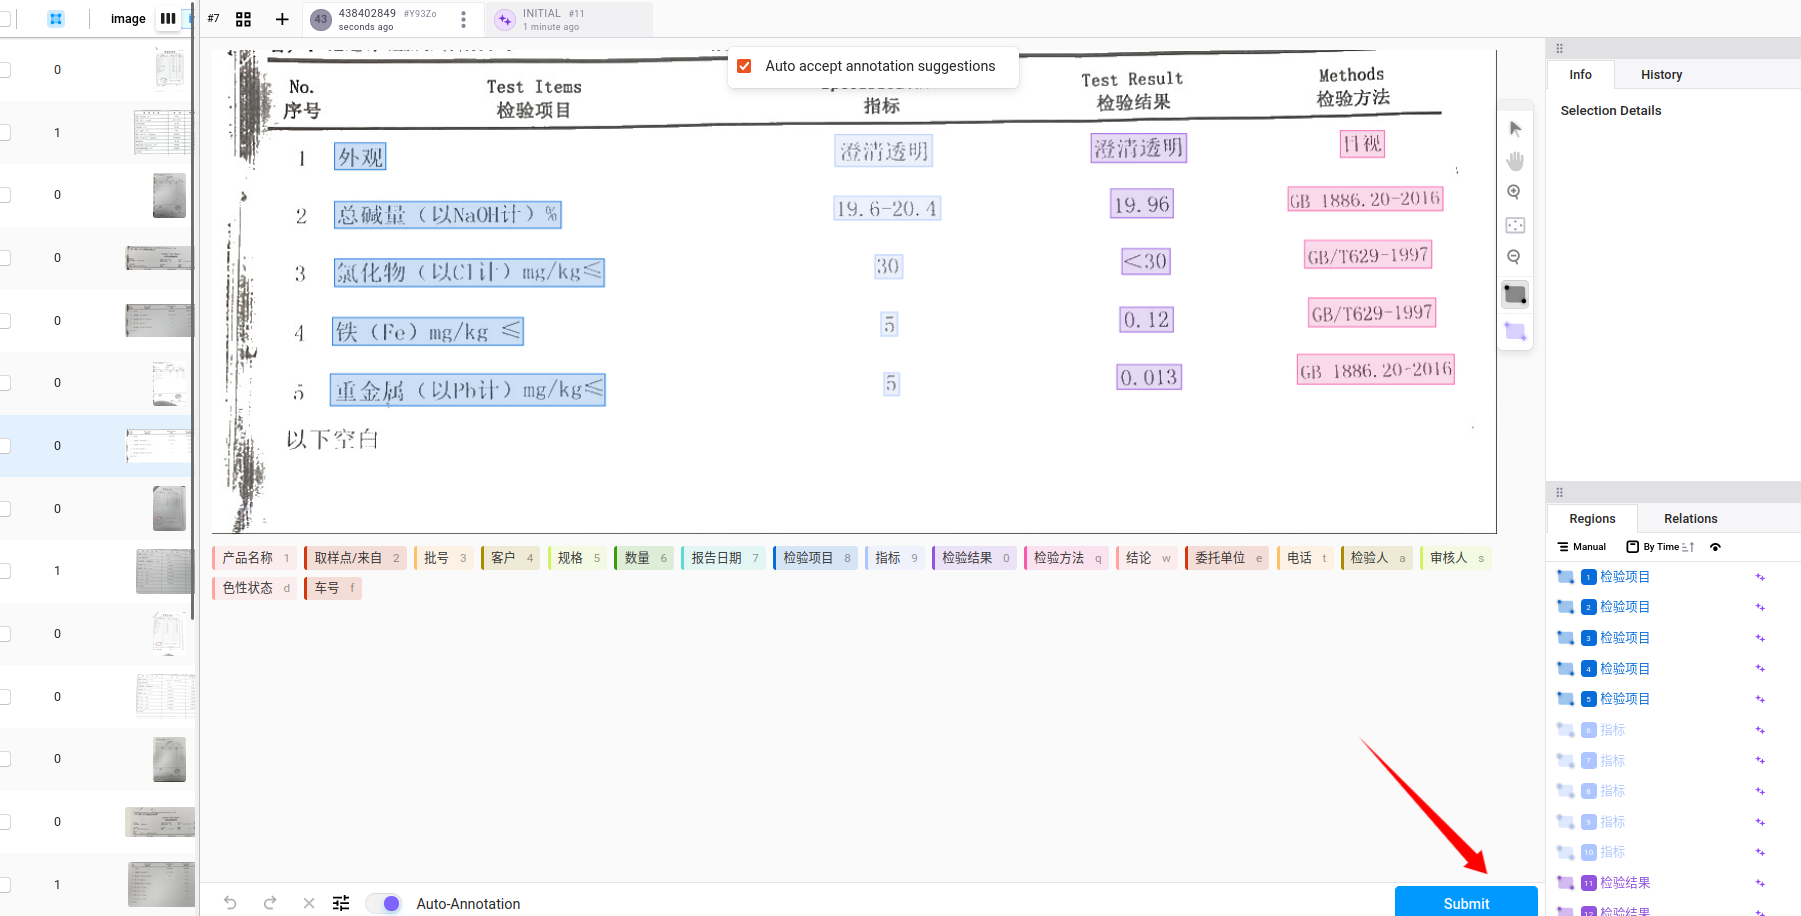 image
#7
43
438402849 #Y93Zo
seconds ago
INITIAL #11
1 minute ago
Auto accept annotation suggestions
No.
序号
Test Items
检验项目
指标
Test Result
检验结果
Methods
检验方法
1 外观 澄清透明 澄清透明 目视
2 总碱量（以NaOH计）% 19.6-20.4 19.96 GB 1886.20-2016
3 氯化物（以Cl计）mg/kg≤ 30 <30 GB/T629-1997
4 铁（Fe）mg/kg ≤ 5 0.12 GB/T629-1997
5 重金属（以Pb计）mg/kg≤ 5 0.013 GB 1886.20-2016
以下空白
产品名称 1 取样点/来自 2 批号 3 客户 4 规格 5 数量 6 报告日期 7 检验项目 8 指标 9 检验结果 0 检验方法 q 结论 w 委托单位 e 电话 t 检验人 a 审核人 s
色性状态 d 车号 f
0
1
0
0
0
0
0
0
1
0
0
0
0
1
Auto-Annotation
Submit
Info History
Selection Details
Regions Relations
Manual By Time
1 检验项目
2 检验项目
3 检验项目
4 检验项目
5 检验项目
6 指标
7 指标
8 指标
9 指标
10 指标
11 检验结果
12 检验结果